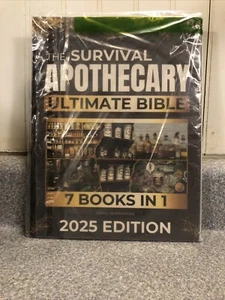 THE SURVIVAL
APOTHECARY
ULTIMATE BIBLE
7 BOOKS IN 1
2025 EDITION